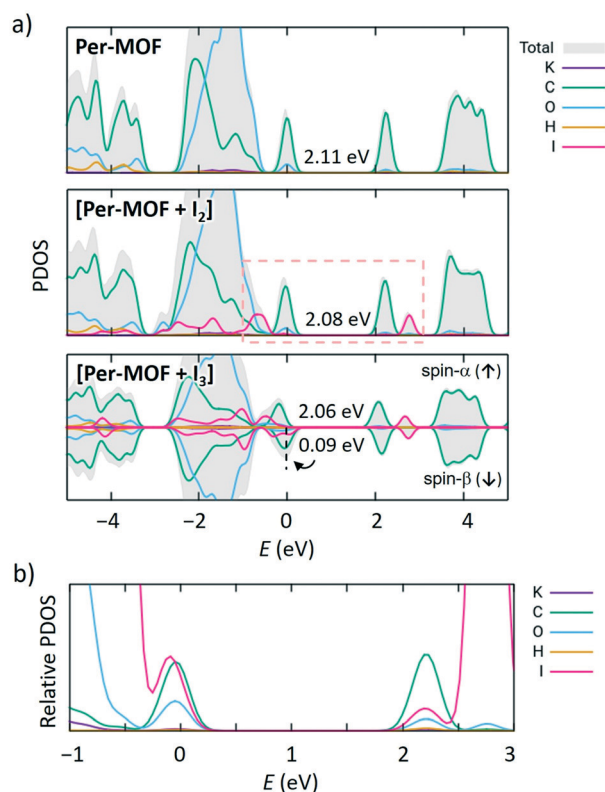 a)
Per-MOF
2.11 eV
Total
K
C
O
H
I
[Per-MOF + I2]
2.08 eV
PDOS
[Per-MOF + I3]
spin-α (↑)
2.06 eV
0.09 eV
spin-β (↓)
−4 −2 0 2 4
E (eV)
b)
Relative PDOS
K
C
O
H
I
−1 0 1 2 3
E (eV)